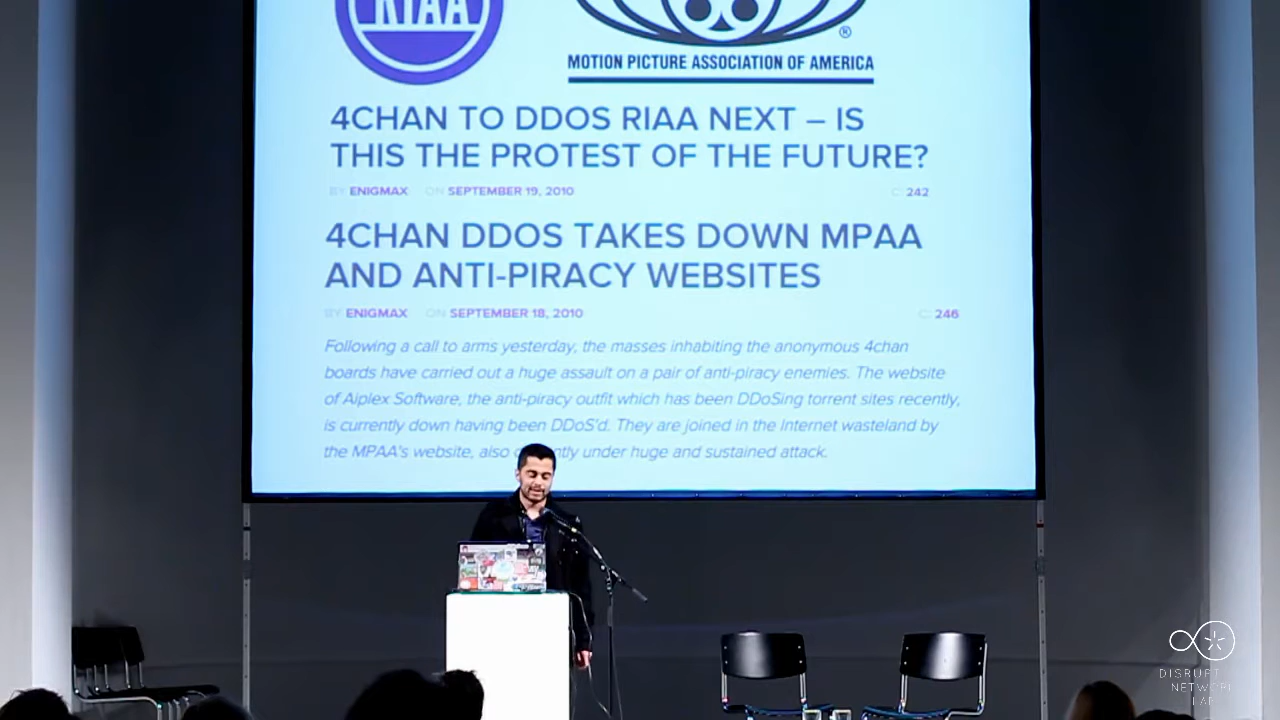 RIAA
®
MOTION PICTURE ASSOCIATION OF AMERICA
4CHAN TO DDOS RIAA NEXT – IS
THIS THE PROTEST OF THE FUTURE?
BY ENIGMAX ON SEPTEMBER 19, 2010 C: 242
4CHAN DDOS TAKES DOWN MPAA
AND ANTI-PIRACY WEBSITES
BY ENIGMAX ON SEPTEMBER 18, 2010 C: 246
Following a call to arms yesterday, the masses inhabiting the anonymous 4chan
boards have carried out a huge assault on a pair of anti-piracy enemies. The website
of Aiplex Software, the anti-piracy outfit which has been DDoSing torrent sites recently,
is currently down having been DDoS'd. They are joined in the Internet wasteland by
the MPAA's website, also under huge and sustained attack.
DISRUPT
NETWORK
LAB